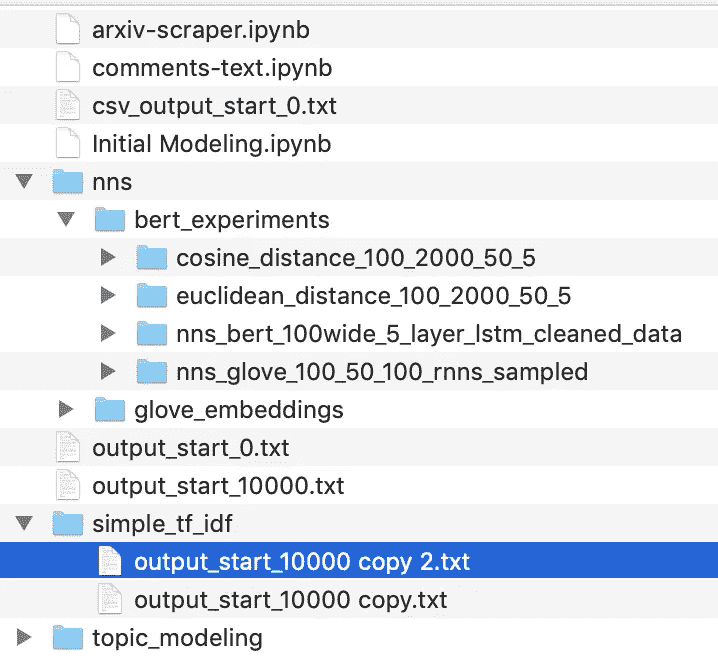 arxiv-scraper.ipynb
comments-text.ipynb
csv_output_start_0.txt
Initial Modeling.ipynb
nns
bert_experiments
cosine_distance_100_2000_50_5
euclidean_distance_100_2000_50_5
nns_bert_100wide_5_layer_lstm_cleaned_data
nns_glove_100_50_100_rnns_sampled
glove_embeddings
output_start_0.txt
output_start_10000.txt
simple_tf_idf
output_start_10000 copy 2.txt
output_start_10000 copy.txt
topic_modeling